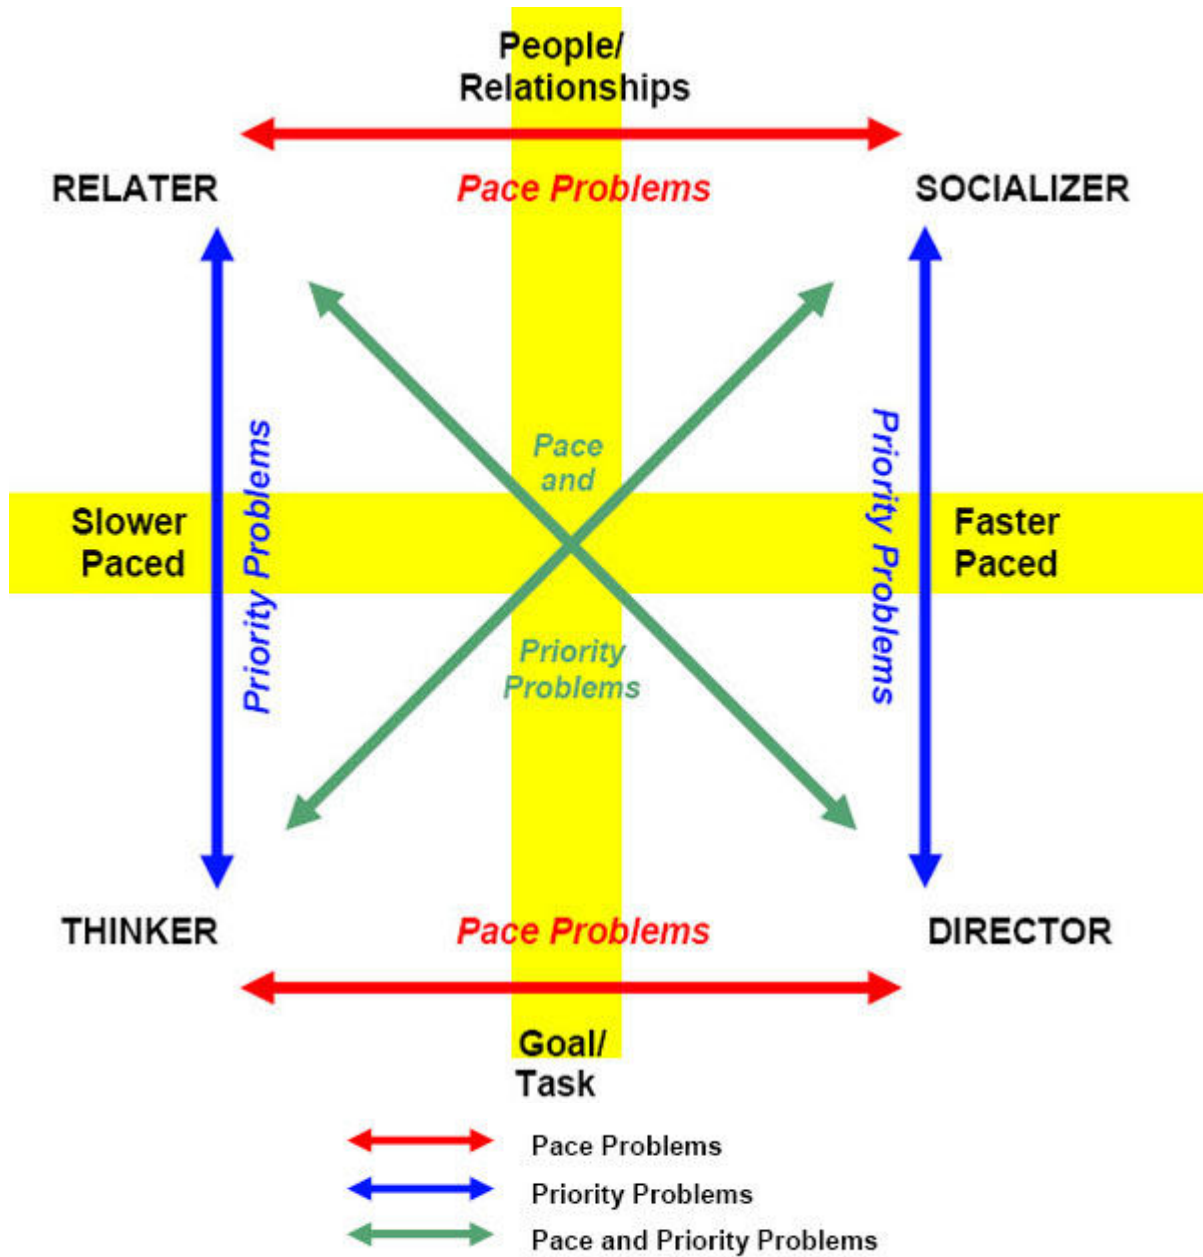 People/
Relationships
RELATER
Pace Problems
SOCIALIZER
Priority Problems
Pace
and
Priority Problems
Slower
Paced
Faster
Paced
Priority
Problems
THINKER
Pace Problems
DIRECTOR
Goal/
Task
Pace Problems
Priority Problems
Pace and Priority Problems